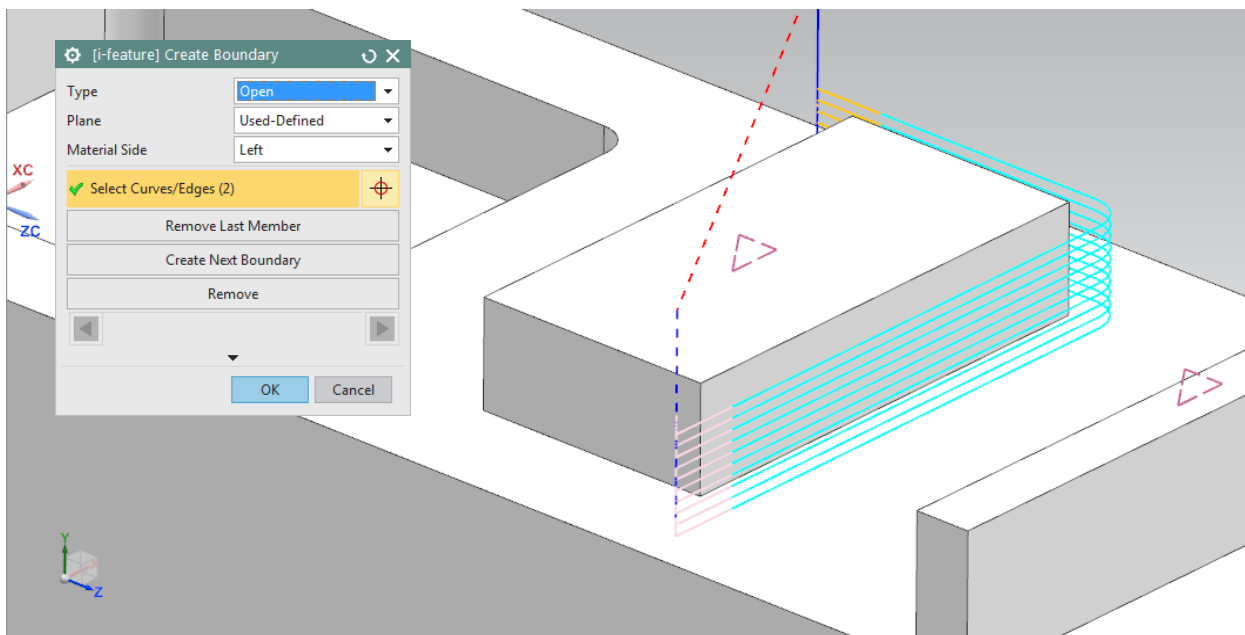 [i-feature] Create Boundary
Type Open
Plane Used-Defined
Material Side Left
Select Curves/Edges (2)
Remove Last Member
Create Next Boundary
Remove
OK Cancel
XC
ZC
Y
Z